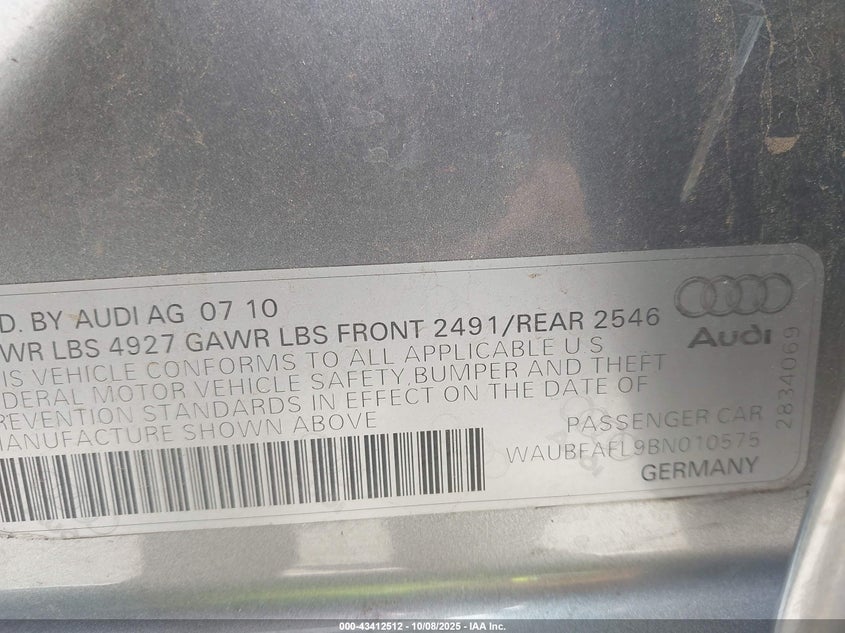 D. BY AUDI AG 07 10
WR LBS 4927 GAWR LBS FRONT 2491/REAR 2546
IS VEHICLE CONFORMS TO ALL APPLICABLE U S
DERAL MOTOR VEHICLE SAFETY, BUMPER AND THEFT
REVENTION STANDARDS IN EFFECT ON THE DATE OF
MANUFACTURE SHOWN ABOVE
Audi
2834069
PASSENGER CAR
WAUBFAFL9BN010575
GERMANY
000-43412512 - 10/08/2025 - IAA Inc.